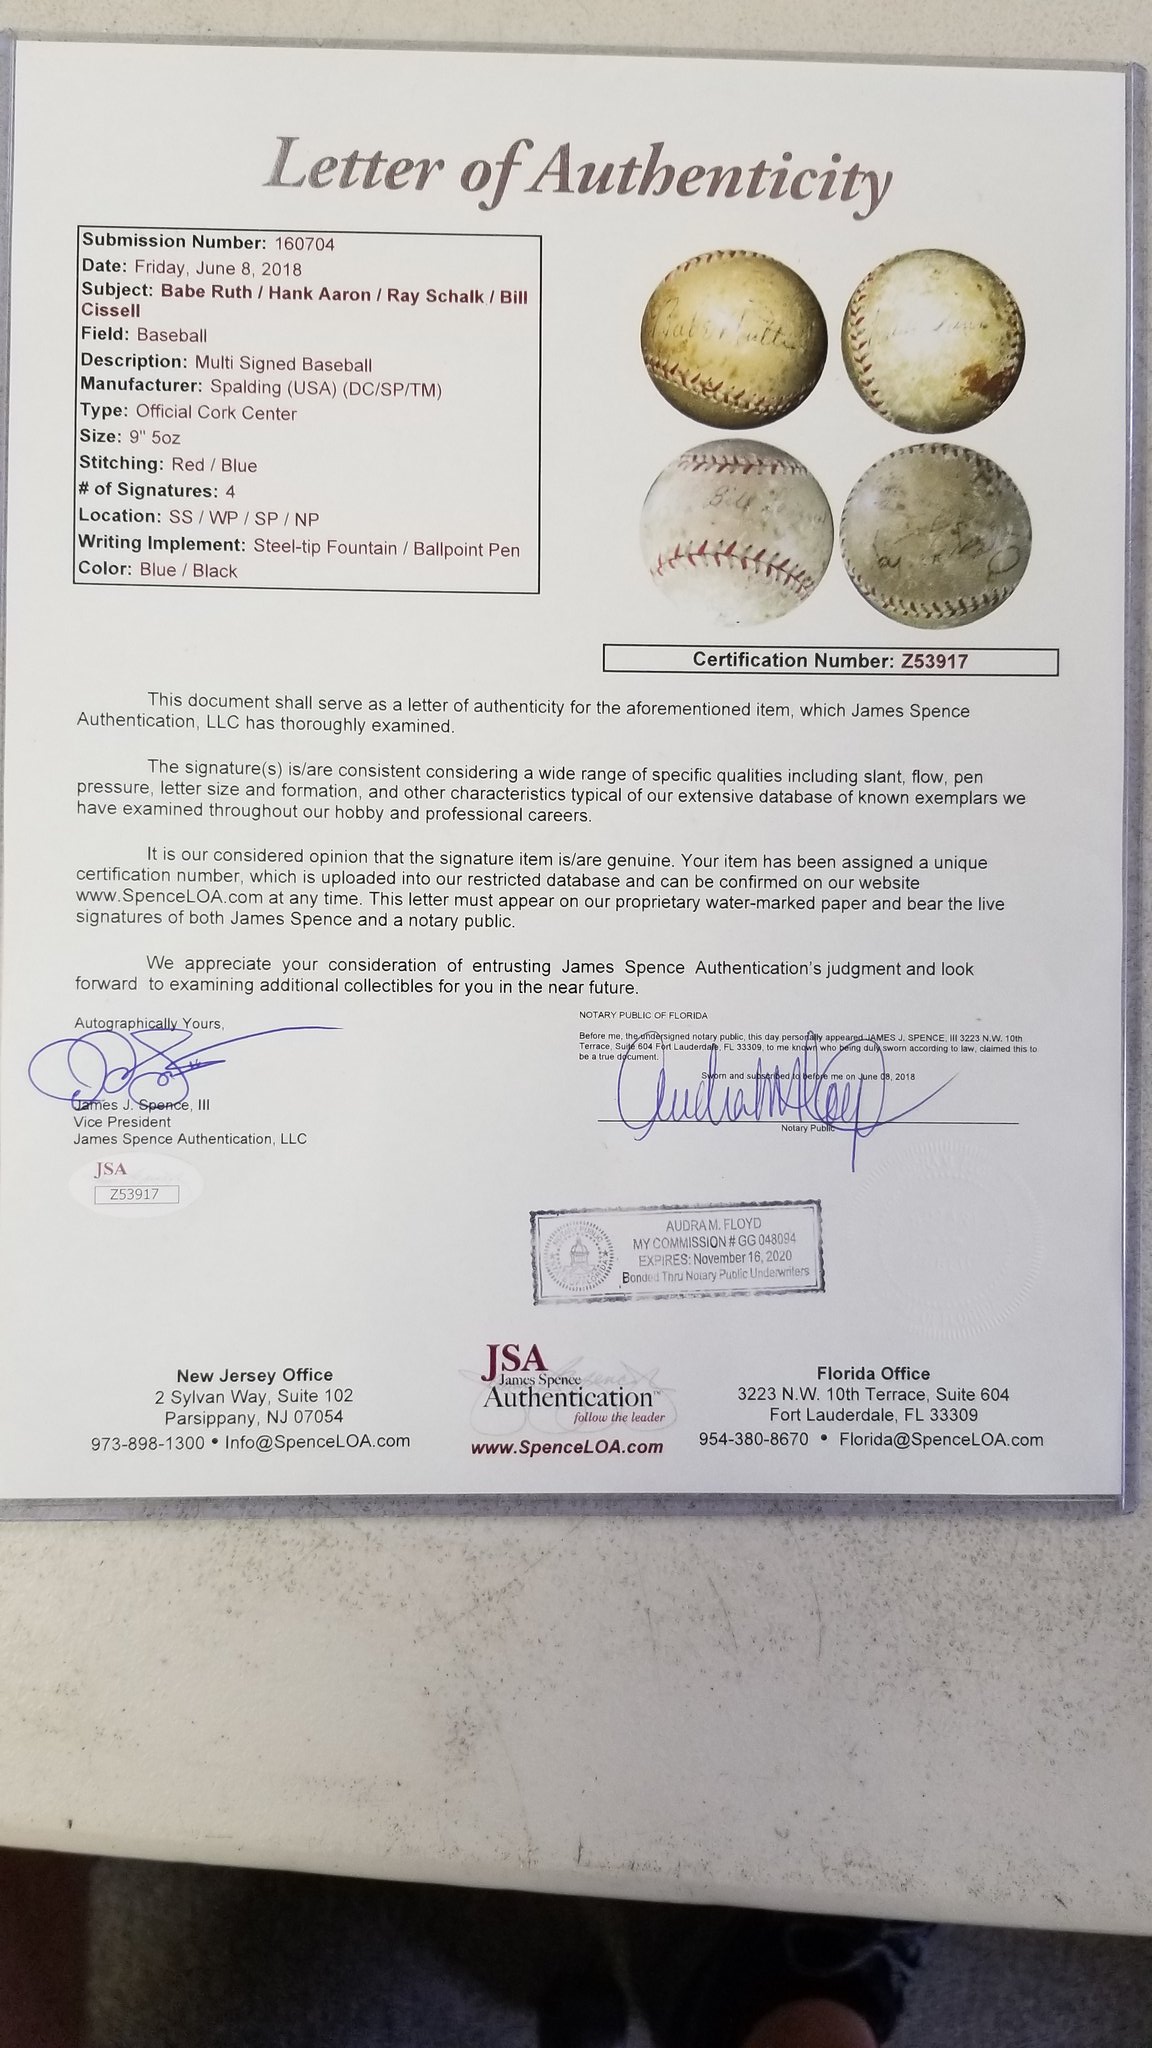 Letter of Authenticity
Submission Number: 160704
Date: Friday, June 8, 2018
Subject: Babe Ruth / Hank Aaron / Ray Schalk / Bill
Cissell
Field: Baseball
Description: Multi Signed Baseball
Manufacturer: Spalding (USA) (DC/SP/TM)
Type: Official Cork Center
Size: 9" 5oz
Stitching: Red / Blue
# of Signatures: 4
Location: SS / WP / SP / NP
Writing Implement: Steel-tip Fountain / Ballpoint Pen
Color: Blue / Black
Babe Ruth
Bill
Certification Number: Z53917
This document shall serve as a letter of authenticity for the aforementioned item, which James Spence
Authentication, LLC has thoroughly examined.
The signature(s) is/are consistent considering a wide range of specific qualities including slant, flow, pen
pressure, letter size and formation, and other characteristics typical of our extensive database of known exemplars we
have examined throughout our hobby and professional careers.
It is our considered opinion that the signature item is/are genuine. Your item has been assigned a unique
certification number, which is uploaded into our restricted database and can be confirmed on our website
www.SpenceLOA.com at any time. This letter must appear on our proprietary water-marked paper and bear the live
signatures of both James Spence and a notary public.
We appreciate your consideration of entrusting James Spence Authentication's judgment and look
forward to examining additional collectibles for you in the near future.
Autographically Yours,
James J. Spence, III
Vice President
James Spence Authentication, LLC
JSA
Z53917
NOTARY PUBLIC OF FLORIDA
Before me, the undersigned notary public, this day personally appeared JAMES J. SPENCE, III 3223 N.W. 10th
Terrace, Suite 604 Fort Lauderdale, FL 33309, to me known who being duly sworn according to law, claimed this to
be a true document.
Sworn and subscribed to before me on June 08, 2018
Notary Public
AUDRA M. FLOYD
MY COMMISSION # GG 048094
EXPIRES: November 16, 2020
Bonded Thru Notary Public Underwriters
New Jersey Office
2 Sylvan Way, Suite 102
Parsippany, NJ 07054
973-898-1300 • Info@SpenceLOA.com
JSA
James Spence
Authentication™
follow the leader
www.SpenceLOA.com
Florida Office
3223 N.W. 10th Terrace, Suite 604
Fort Lauderdale, FL 33309
954-380-8670 • Florida@SpenceLOA.com